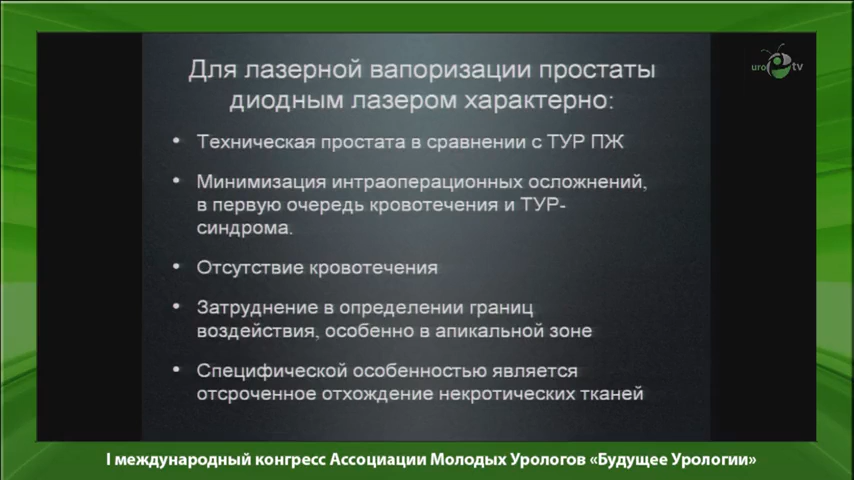 Для лазерной вапоризации простаты
диодным лазером характерно:
uro tv
• Техническая простата в сравнении с ТУР ПЖ
• Минимизация интраоперационных осложнений,
в первую очередь кровотечения и ТУР-
синдрома.
• Отсутствие кровотечения
• Затруднение в определении границ
воздействия, особенно в апикальной зоне
• Специфической особенностью является
отсроченное отхождение некротических тканей
I международный конгресс Ассоциации Молодых Урологов «Будущее Урологии»